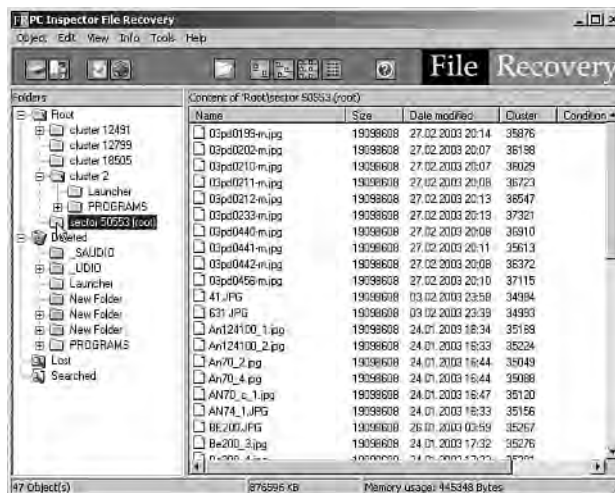 PC Inspector File Recovery
Object Edit View Info Tools Help
File Recovery
Folders
Root
cluster 12491
cluster 12799
cluster 18505
cluster 2
Launcher
PROGRAMS
sector 50553 (root)
Deleted
_SAUDIO
_UDIO
Launcher
New Folder
New Folder
New Folder
PROGRAMS
Lost
Searched
Content of 'Root\sector 50553 (root)
Name Size Date modified Cluster Condition
03pd0199-m.jpg 19098608 27.02.2003 20:14 35876
03pd0202-m.jpg 19098608 27.02.2003 20:07 36198
03pd0210-m.jpg 19098608 27.02.2003 20:07 36029
03pd0211-m.jpg 19098608 27.02.2003 20:08 36723
03pd0212-m.jpg 19098608 27.02.2003 20:13 36547
03pd0233-m.jpg 19098608 27.02.2003 20:13 37321
03pd0440-m.jpg 19098608 27.02.2003 20:08 36910
03pd0441-m.jpg 19098608 27.02.2003 20:11 35613
03pd0442-m.jpg 19098608 27.02.2003 20:08 36372
03pd0456-m.jpg 19098608 27.02.2003 20:10 37115
41.JPG 19098608 03.02.2003 23:58 34984
631.JPG 19098608 03.02.2003 23:39 34993
An124100_1.jpg 19098608 24.01.2003 18:34 35189
An124100_2.jpg 19098608 24.01.2003 16:33 35224
An70_2.jpg 19098608 24.01.2003 16:44 35049
An70_4.jpg 19098608 24.01.2003 16:44 35088
AN70_c_1.jpg 19098608 24.01.2003 16:47 35120
AN74_1.JPG 19098608 24.01.2003 16:33 35156
BE200.JPG 19098608 26.01.2003 03:59 35267
Be200_3.jpg 19098608 24.01.2003 17:32 35276
47 Object(s) 876596 KB Memory usage: 445348 Bytes